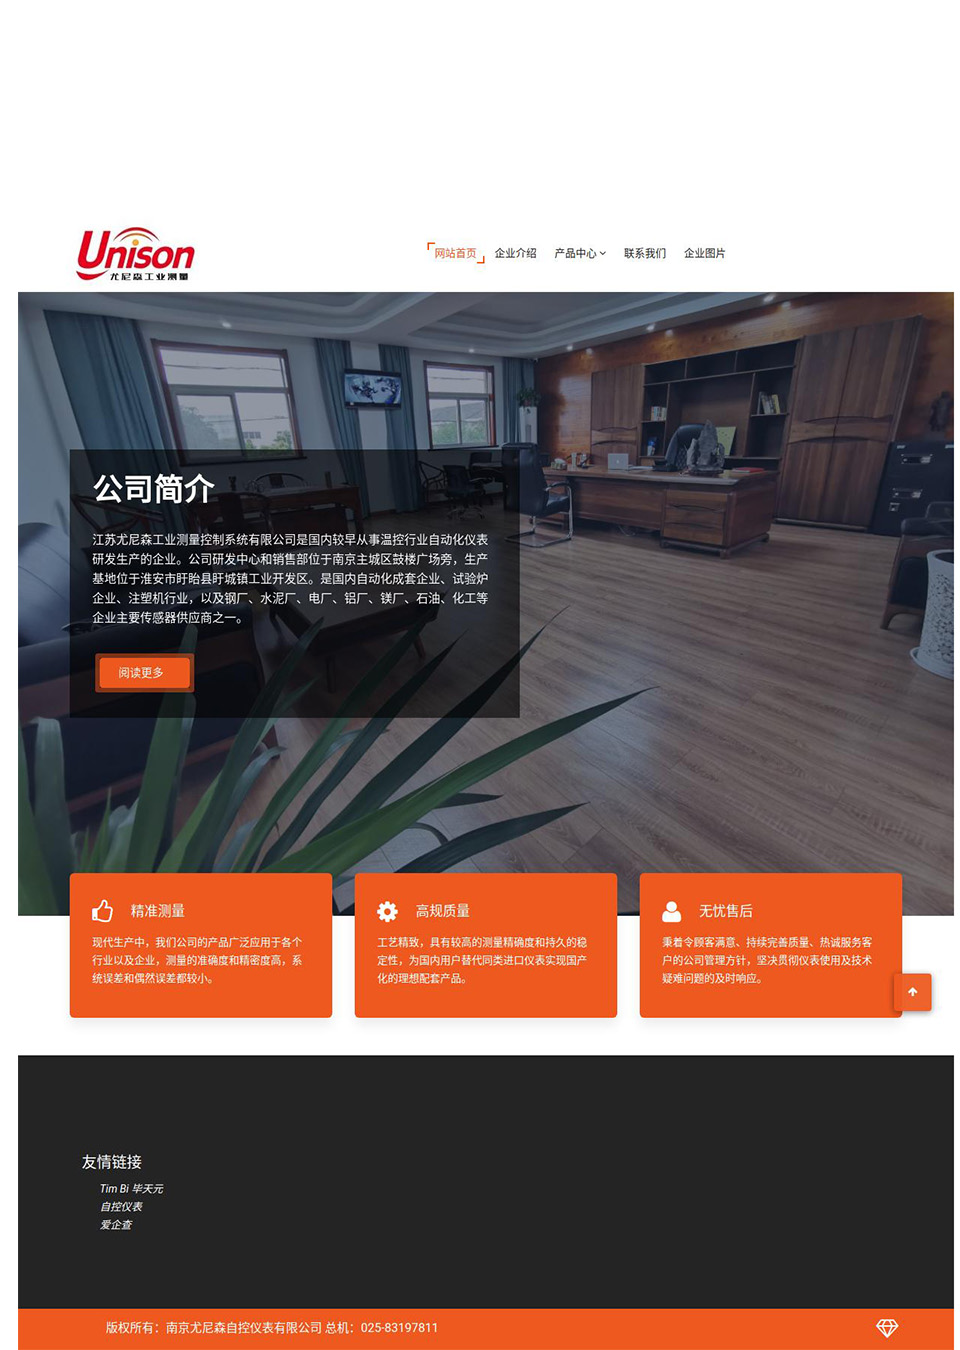 Unison
尤尼森工业测量
网站首页 企业介绍 产品中心 联系我们 企业图片
公司简介
江苏尤尼森工业测量控制系统有限公司是国内较早从事温控行业自动化仪表
研发生产的企业。公司研发中心和销售部位于南京主城区鼓楼广场旁，生产
基地位于淮安市盱眙县盱城镇工业开发区。是国内自动化成套企业、试验炉
企业、注塑机行业，以及钢厂、水泥厂、电厂、铝厂、镁厂、石油、化工等
企业主要传感器供应商之一。
阅读更多
精准测量
现代生产中，我们公司的产品广泛应用于各个
行业以及企业，测量的准确度和精密度高，系
统误差和偶然误差都较小。
高规质量
工艺精致，具有较高的测量精确度和持久的稳
定性，为国内用户替代同类进口仪表实现国产
化的理想配套产品。
无忧售后
秉着令顾客满意、持续完善质量、热诚服务客
户的公司管理方针，坚决贯彻仪表使用及技术
疑难问题的及时响应。
友情链接
Tim Bi 毕天元
自控仪表
爱企查
版权所有：南京尤尼森自控仪表有限公司 总机：025-83197811